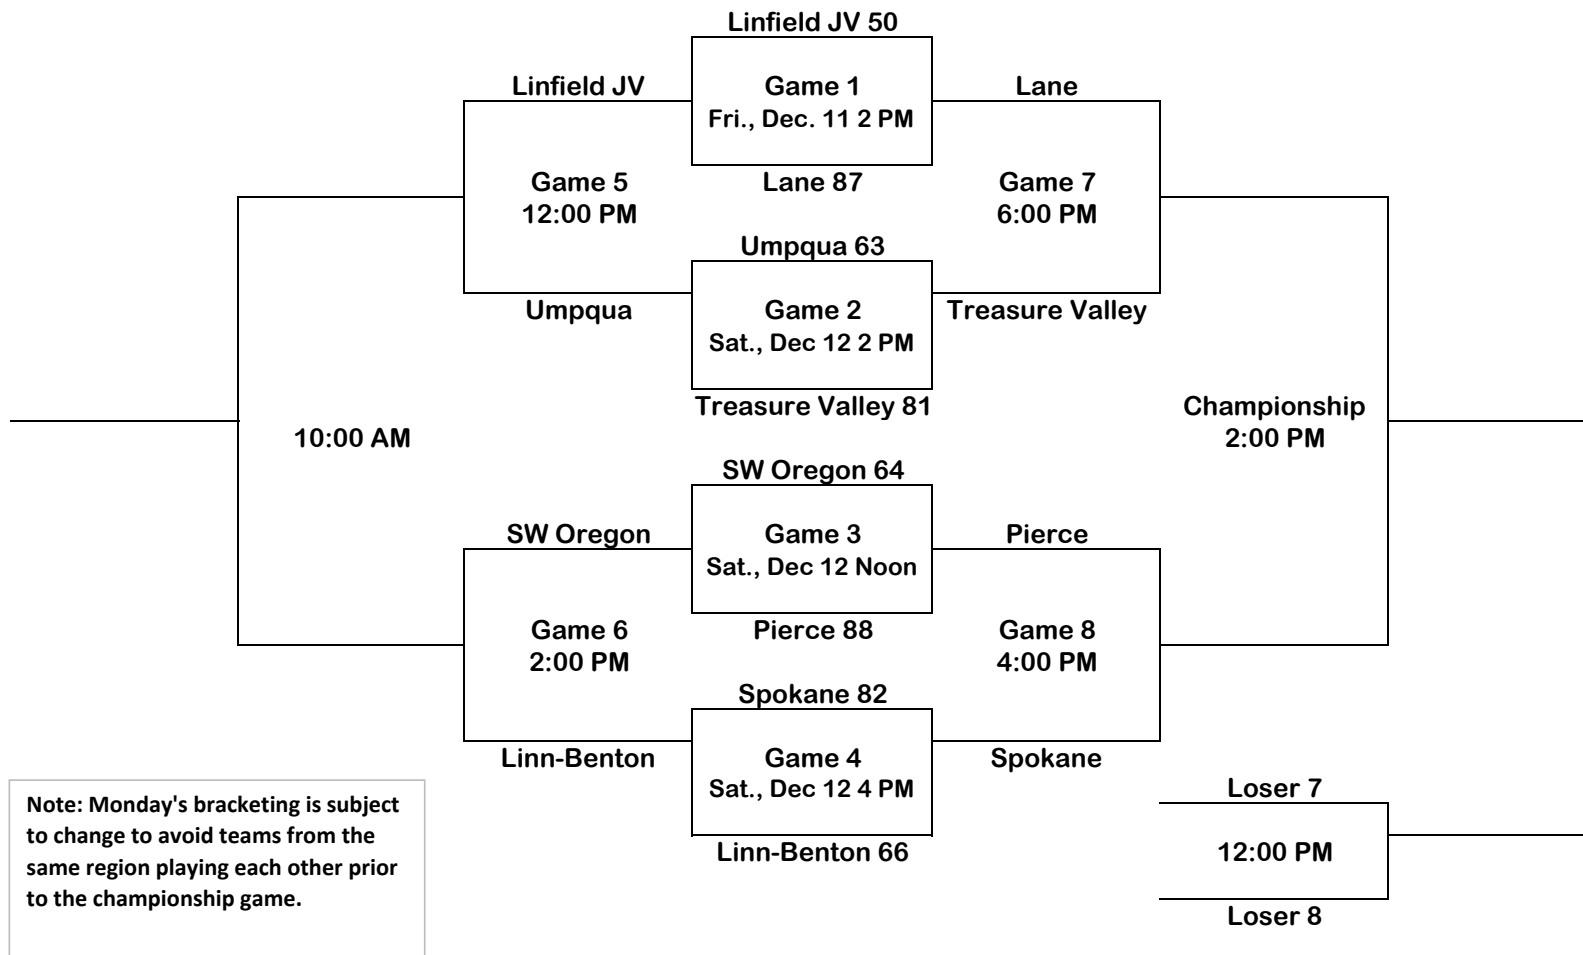 Linfield JV 50
Linfield JV
Game 1
Lane
Fri., Dec. 11 2 PM
Game 5
Lane 87
Game 7
12:00 PM
6:00 PM
Umpqua 63
Umpqua
Game 2
Treasure Valley
Sat., Dec 12 2 PM
Treasure Valley 81
Championship
10:00 AM
2:00 PM
SW Oregon 64
SW Oregon
Game 3
Pierce
Sat., Dec 12 Noon
Game 6
Pierce 88
Game 8
2:00 PM
4:00 PM
Spokane 82
Linn-Benton
Game 4
Spokane
Sat., Dec 12 4 PM
Linn-Benton 66
Loser 7
12:00 PM
Loser 8
Note: Monday's bracketing is subject
to change to avoid teams from the
same region playing each other prior
to the championship game.